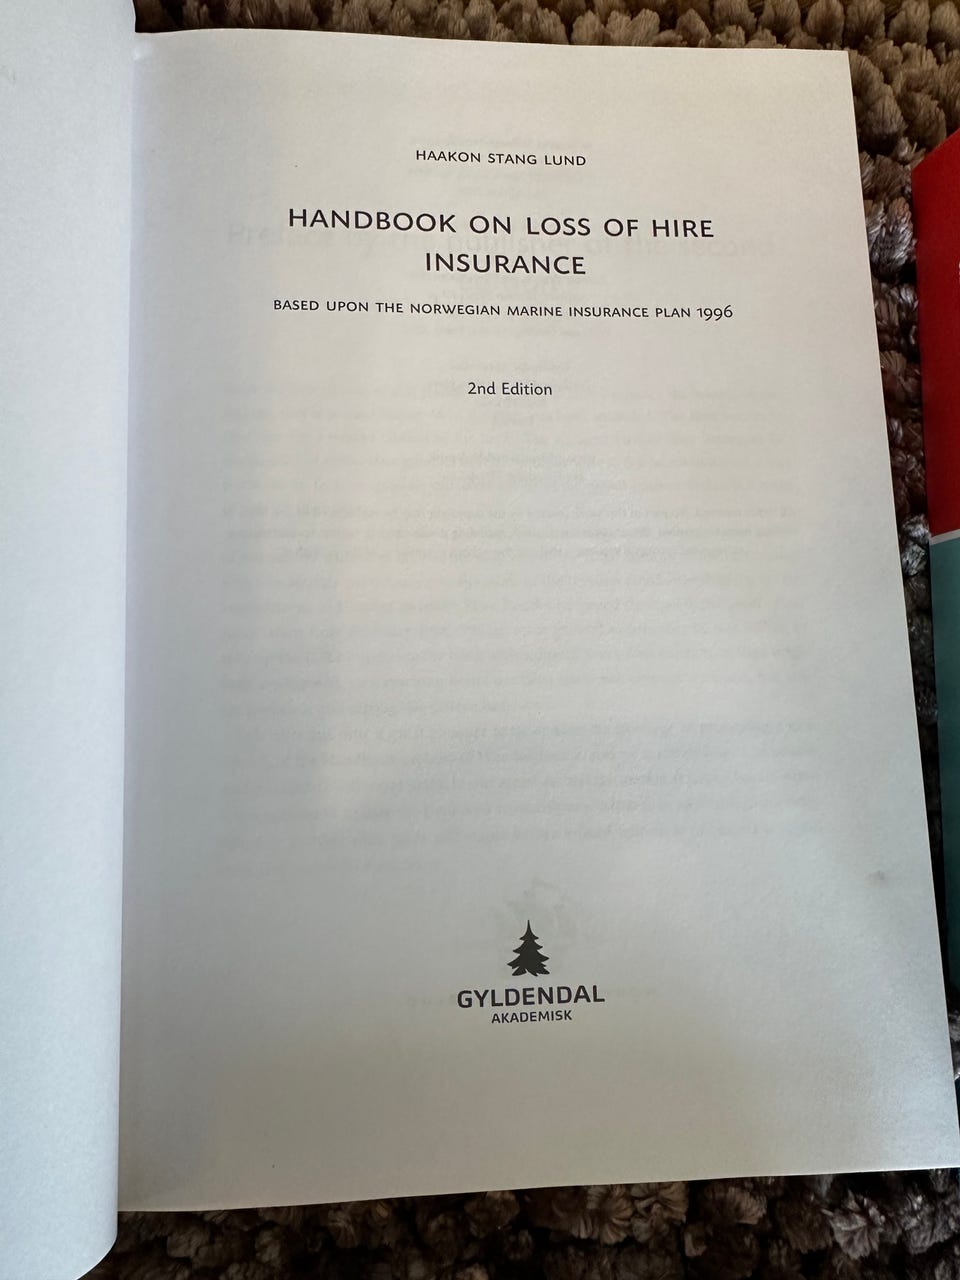 HAAKON STANG LUND
HANDBOOK ON LOSS OF HIRE
INSURANCE
BASED UPON THE NORWEGIAN MARINE INSURANCE PLAN 1996
2nd Edition
GYLDENDAL
AKADEMISK